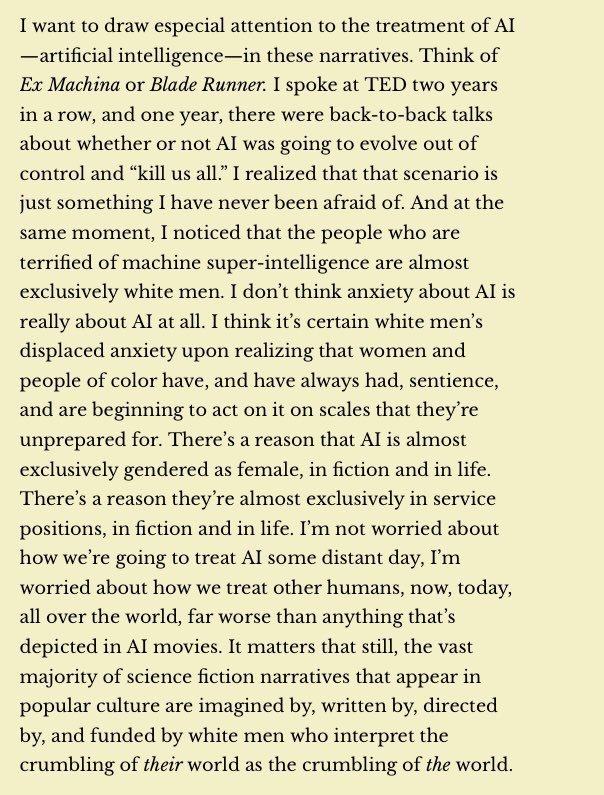 I want to draw especial attention to the treatment of AI
—artificial intelligence—in these narratives. Think of
Ex Machina or Blade Runner. I spoke at TED two years
in a row, and one year, there were back-to-back talks
about whether or not AI was going to evolve out of
control and “kill us all.” I realized that that scenario is
just something I have never been afraid of. And at the
same moment, I noticed that the people who are
terrified of machine super-intelligence are almost
exclusively white men. I don’t think anxiety about AI is
really about AI at all. I think it’s certain white men’s
displaced anxiety upon realizing that women and
people of color have, and have always had, sentience,
and are beginning to act on it on scales that they’re
unprepared for. There’s a reason that AI is almost
exclusively gendered as female, in fiction and in life.
There’s a reason they’re almost exclusively in service
positions, in fiction and in life. I’m not worried about
how we’re going to treat AI some distant day, I’m
worried about how we treat other humans, now, today,
all over the world, far worse than anything that’s
depicted in AI movies. It matters that still, the vast
majority of science fiction narratives that appear in
popular culture are imagined by, written by, directed
by, and funded by white men who interpret the
crumbling of their world as the crumbling of the world.